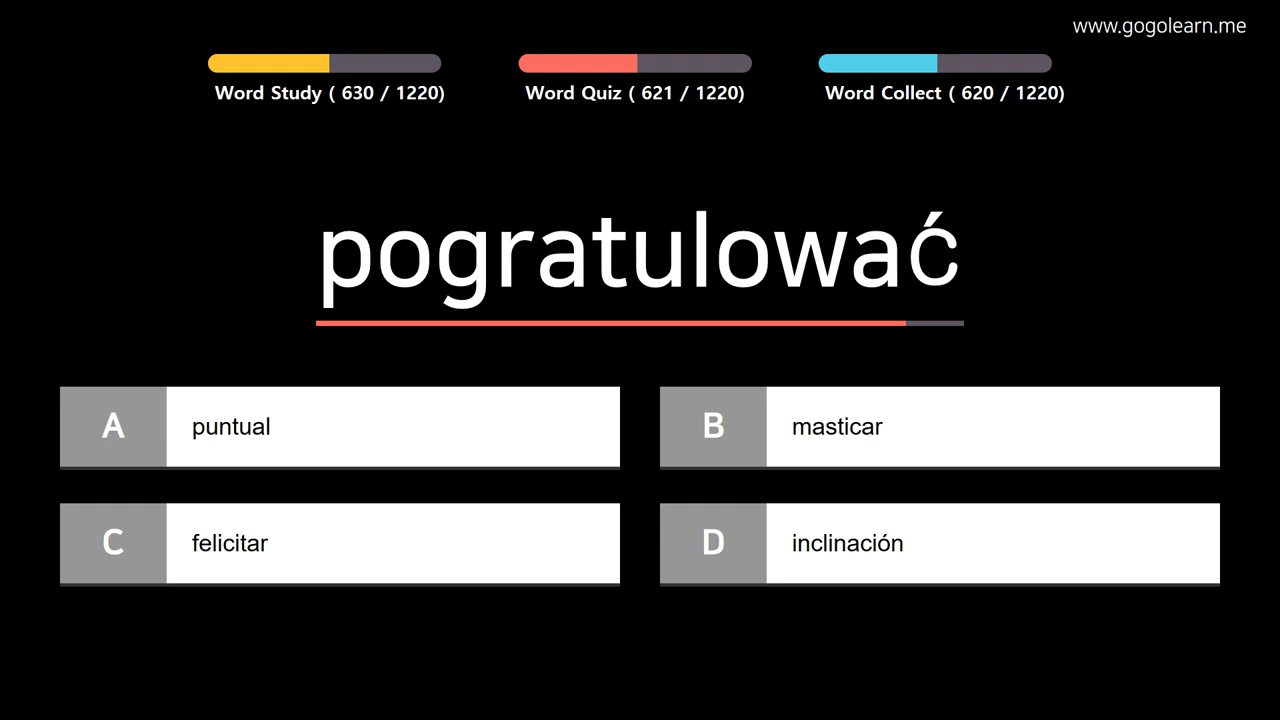 www.gogolearn.me
Word Study ( 630 / 1220)
Word Quiz ( 621 / 1220)
Word Collect ( 620 / 1220)
pogratulować
A puntual
B masticar
C felicitar
D inclinación